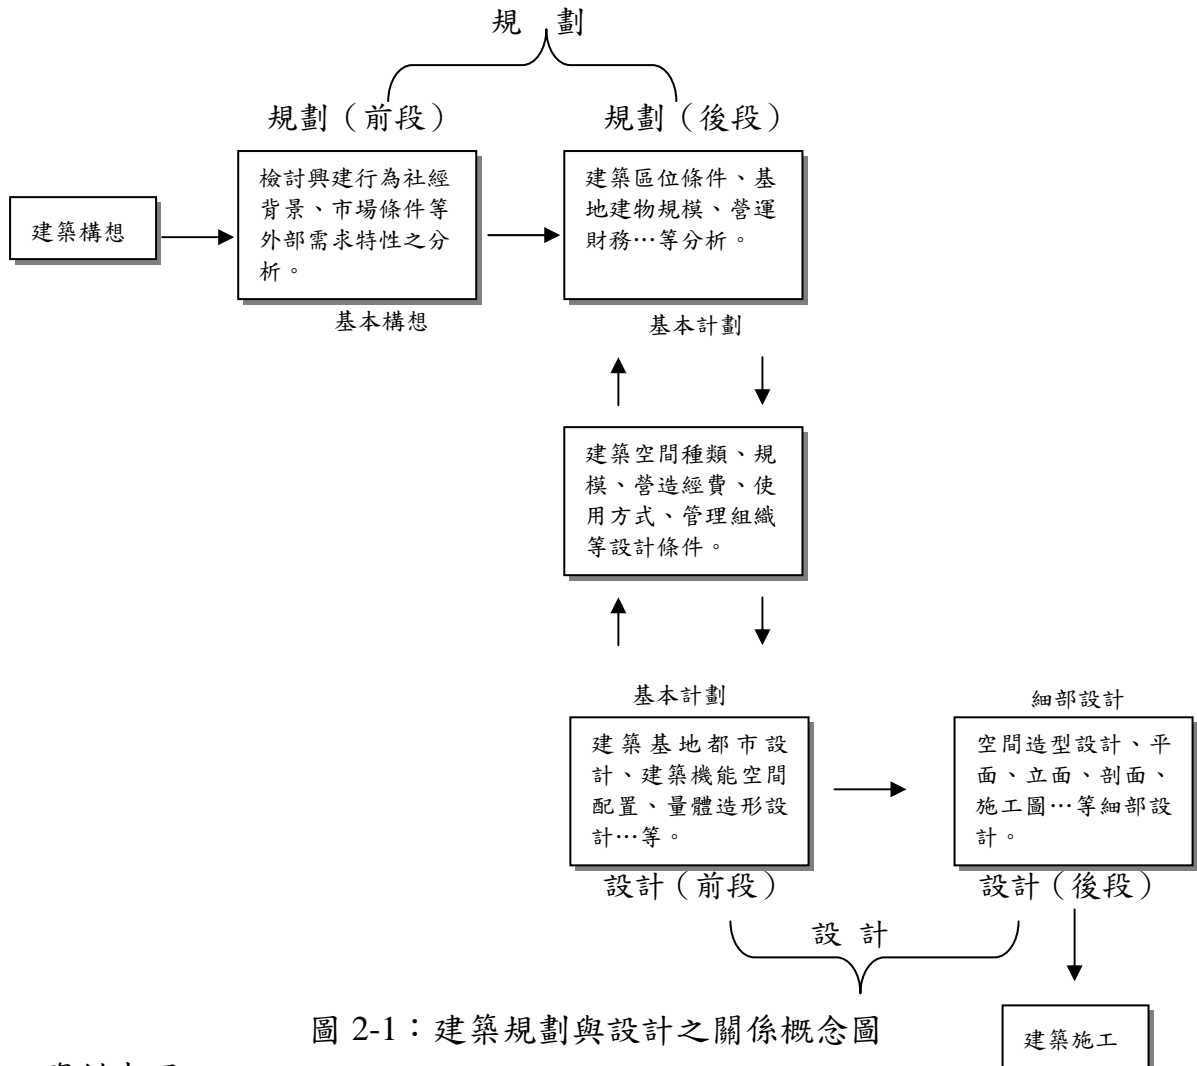 規 劃
規劃（前段）
規劃（後段）
建築構想
檢討興建行為社經
背景、市場條件等
外部需求特性之分
析。
建築區位條件、基
地建物規模、營運
財務…等分析。
基本構想
基本計劃
建築空間種類、規
模、營造經費、使
用方式、管理組織
等設計條件。
基本計劃
細部設計
建築基地都市設
計、建築機能空間
配置、量體造形設
計…等。
空間造型設計、平
面、立面、剖面、
施工圖…等細部設
計。
設計（前段）
設計（後段）
設 計
圖 2-1：建築規劃與設計之關係概念圖
建築施工